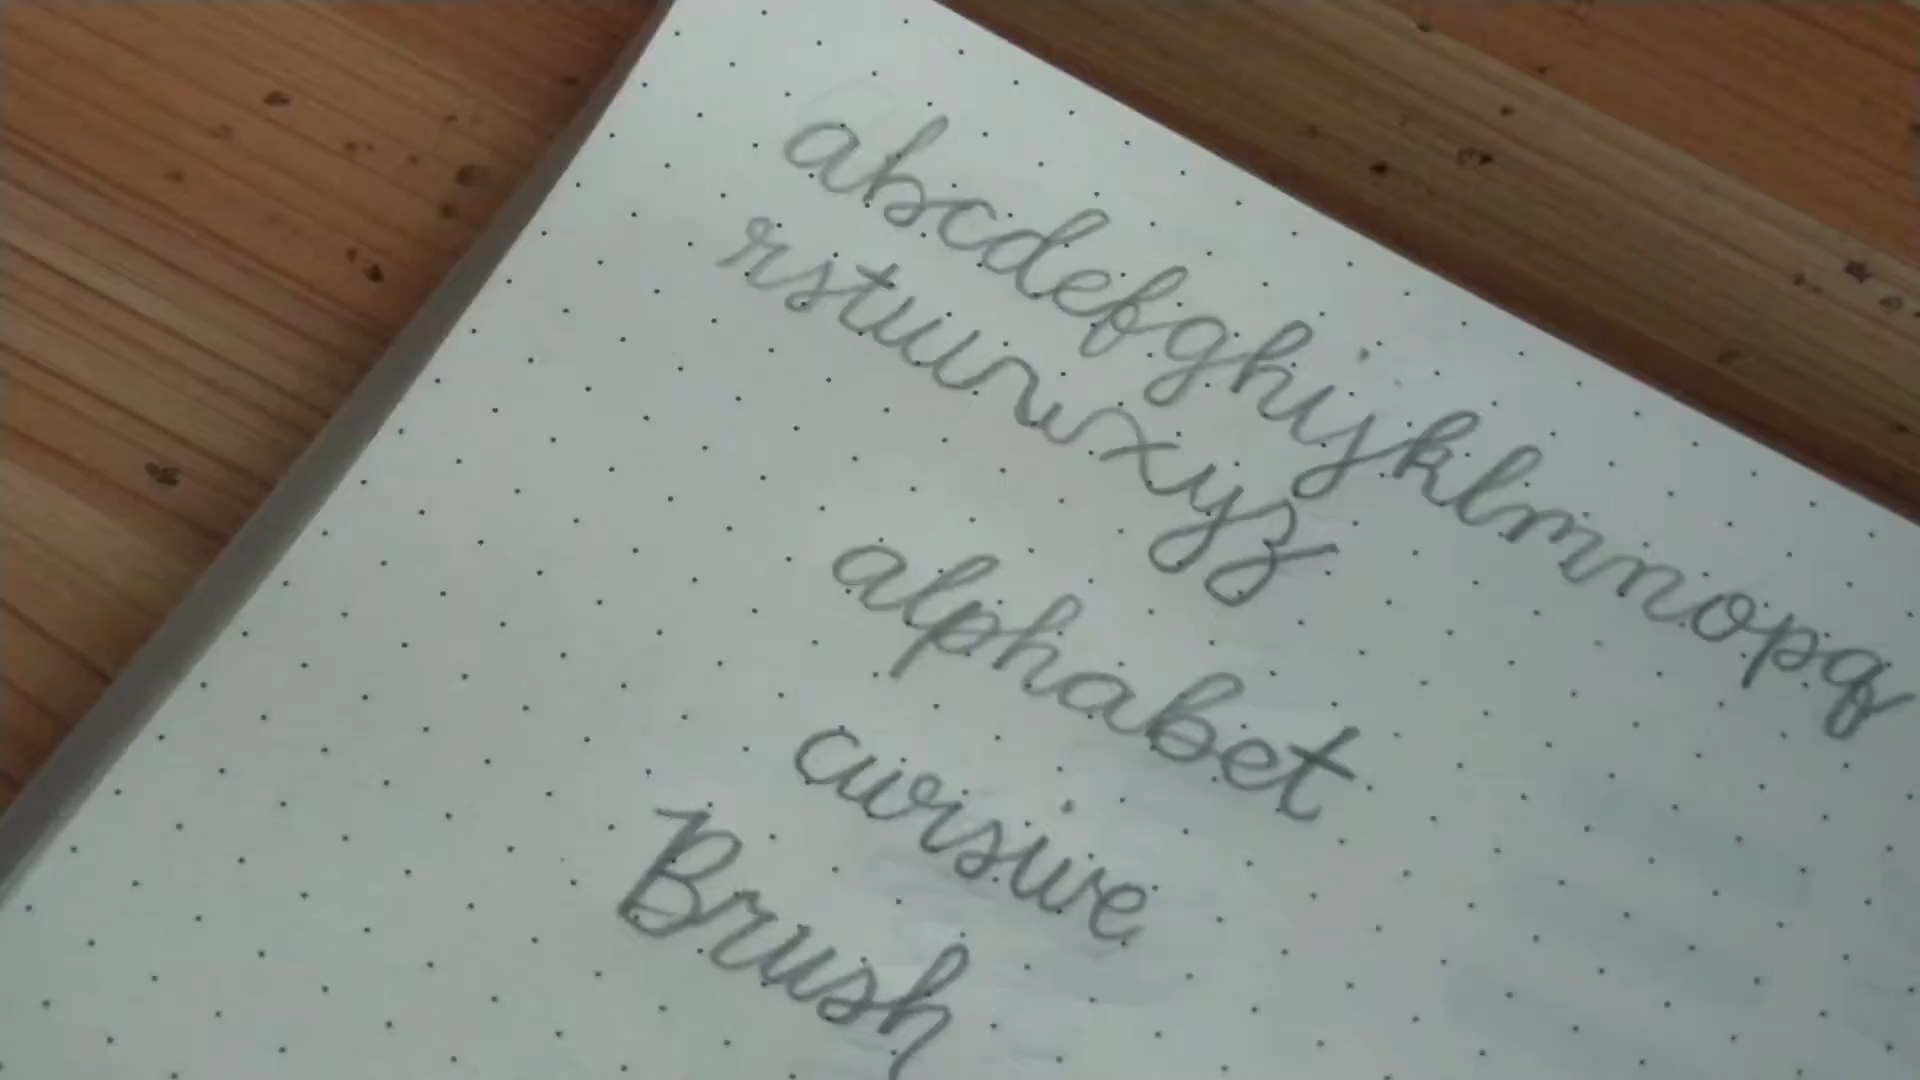 abcdefghijklmnopq
rstuvwxyz
alphabet
cursive
Brush